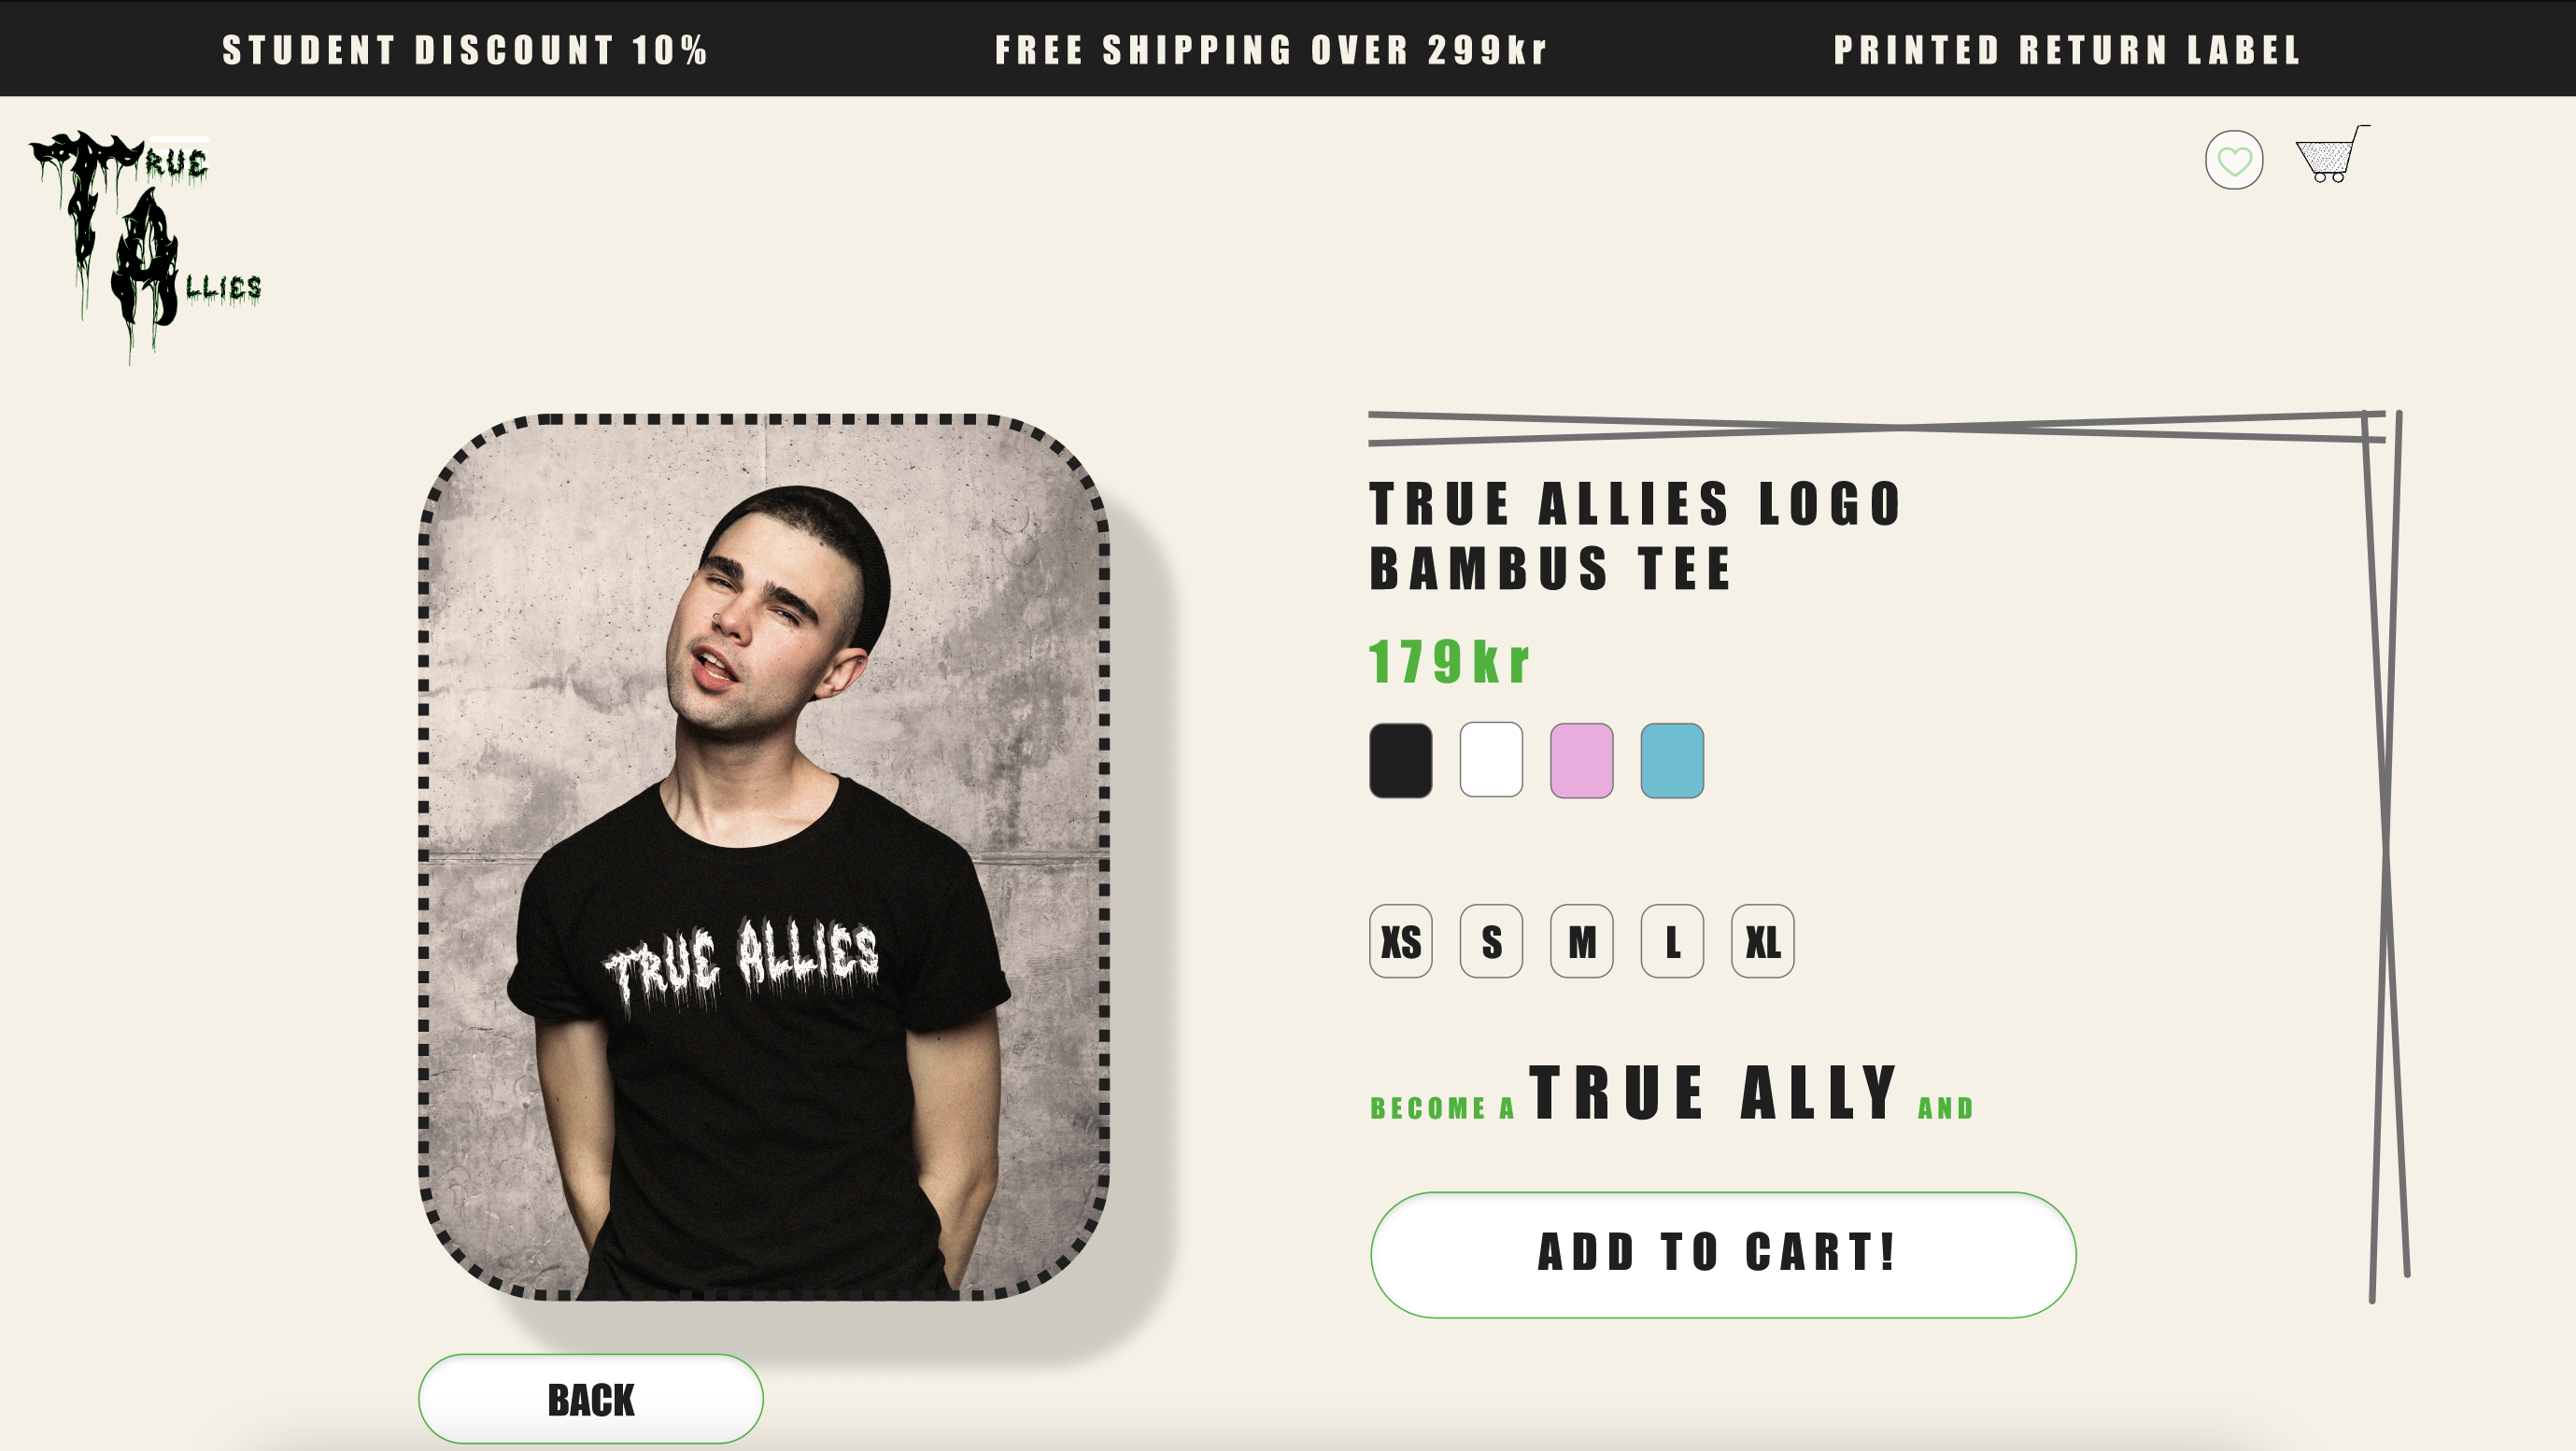 STUDENT DISCOUNT 10%
FREE SHIPPING OVER 299kr
PRINTED RETURN LABEL
TRUE
ALLIES
TRUE ALLIES LOGO
BAMBUS TEE
179kr
TRUE ALLIES
XS S M L XL
BECOME A TRUE ALLY AND
ADD TO CART!
BACK